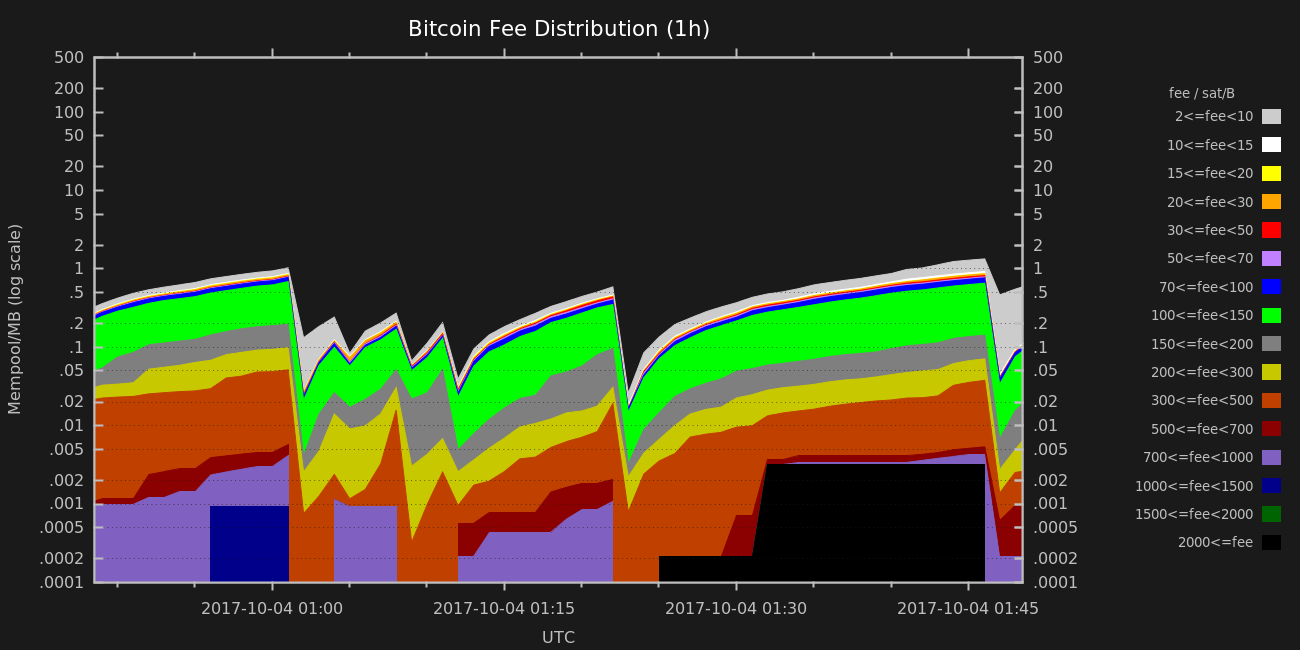 Bitcoin Fee Distribution (1h)
Mempool/MB (log scale)
500
200
100
50
20
10
5
2
1
.5
.2
.1
.05
.02
.01
.005
.002
.001
.0005
.0002
.0001
500
200
100
50
20
10
5
2
1
.5
.2
.1
.05
.02
.01
.005
.002
.001
.0005
.0002
.0001
2017-10-04 01:00 2017-10-04 01:15 2017-10-04 01:30 2017-10-04 01:45
UTC
fee / sat/B
2<=fee<10
10<=fee<15
15<=fee<20
20<=fee<30
30<=fee<50
50<=fee<70
70<=fee<100
100<=fee<150
150<=fee<200
200<=fee<300
300<=fee<500
500<=fee<700
700<=fee<1000
1000<=fee<1500
1500<=fee<2000
2000<=fee